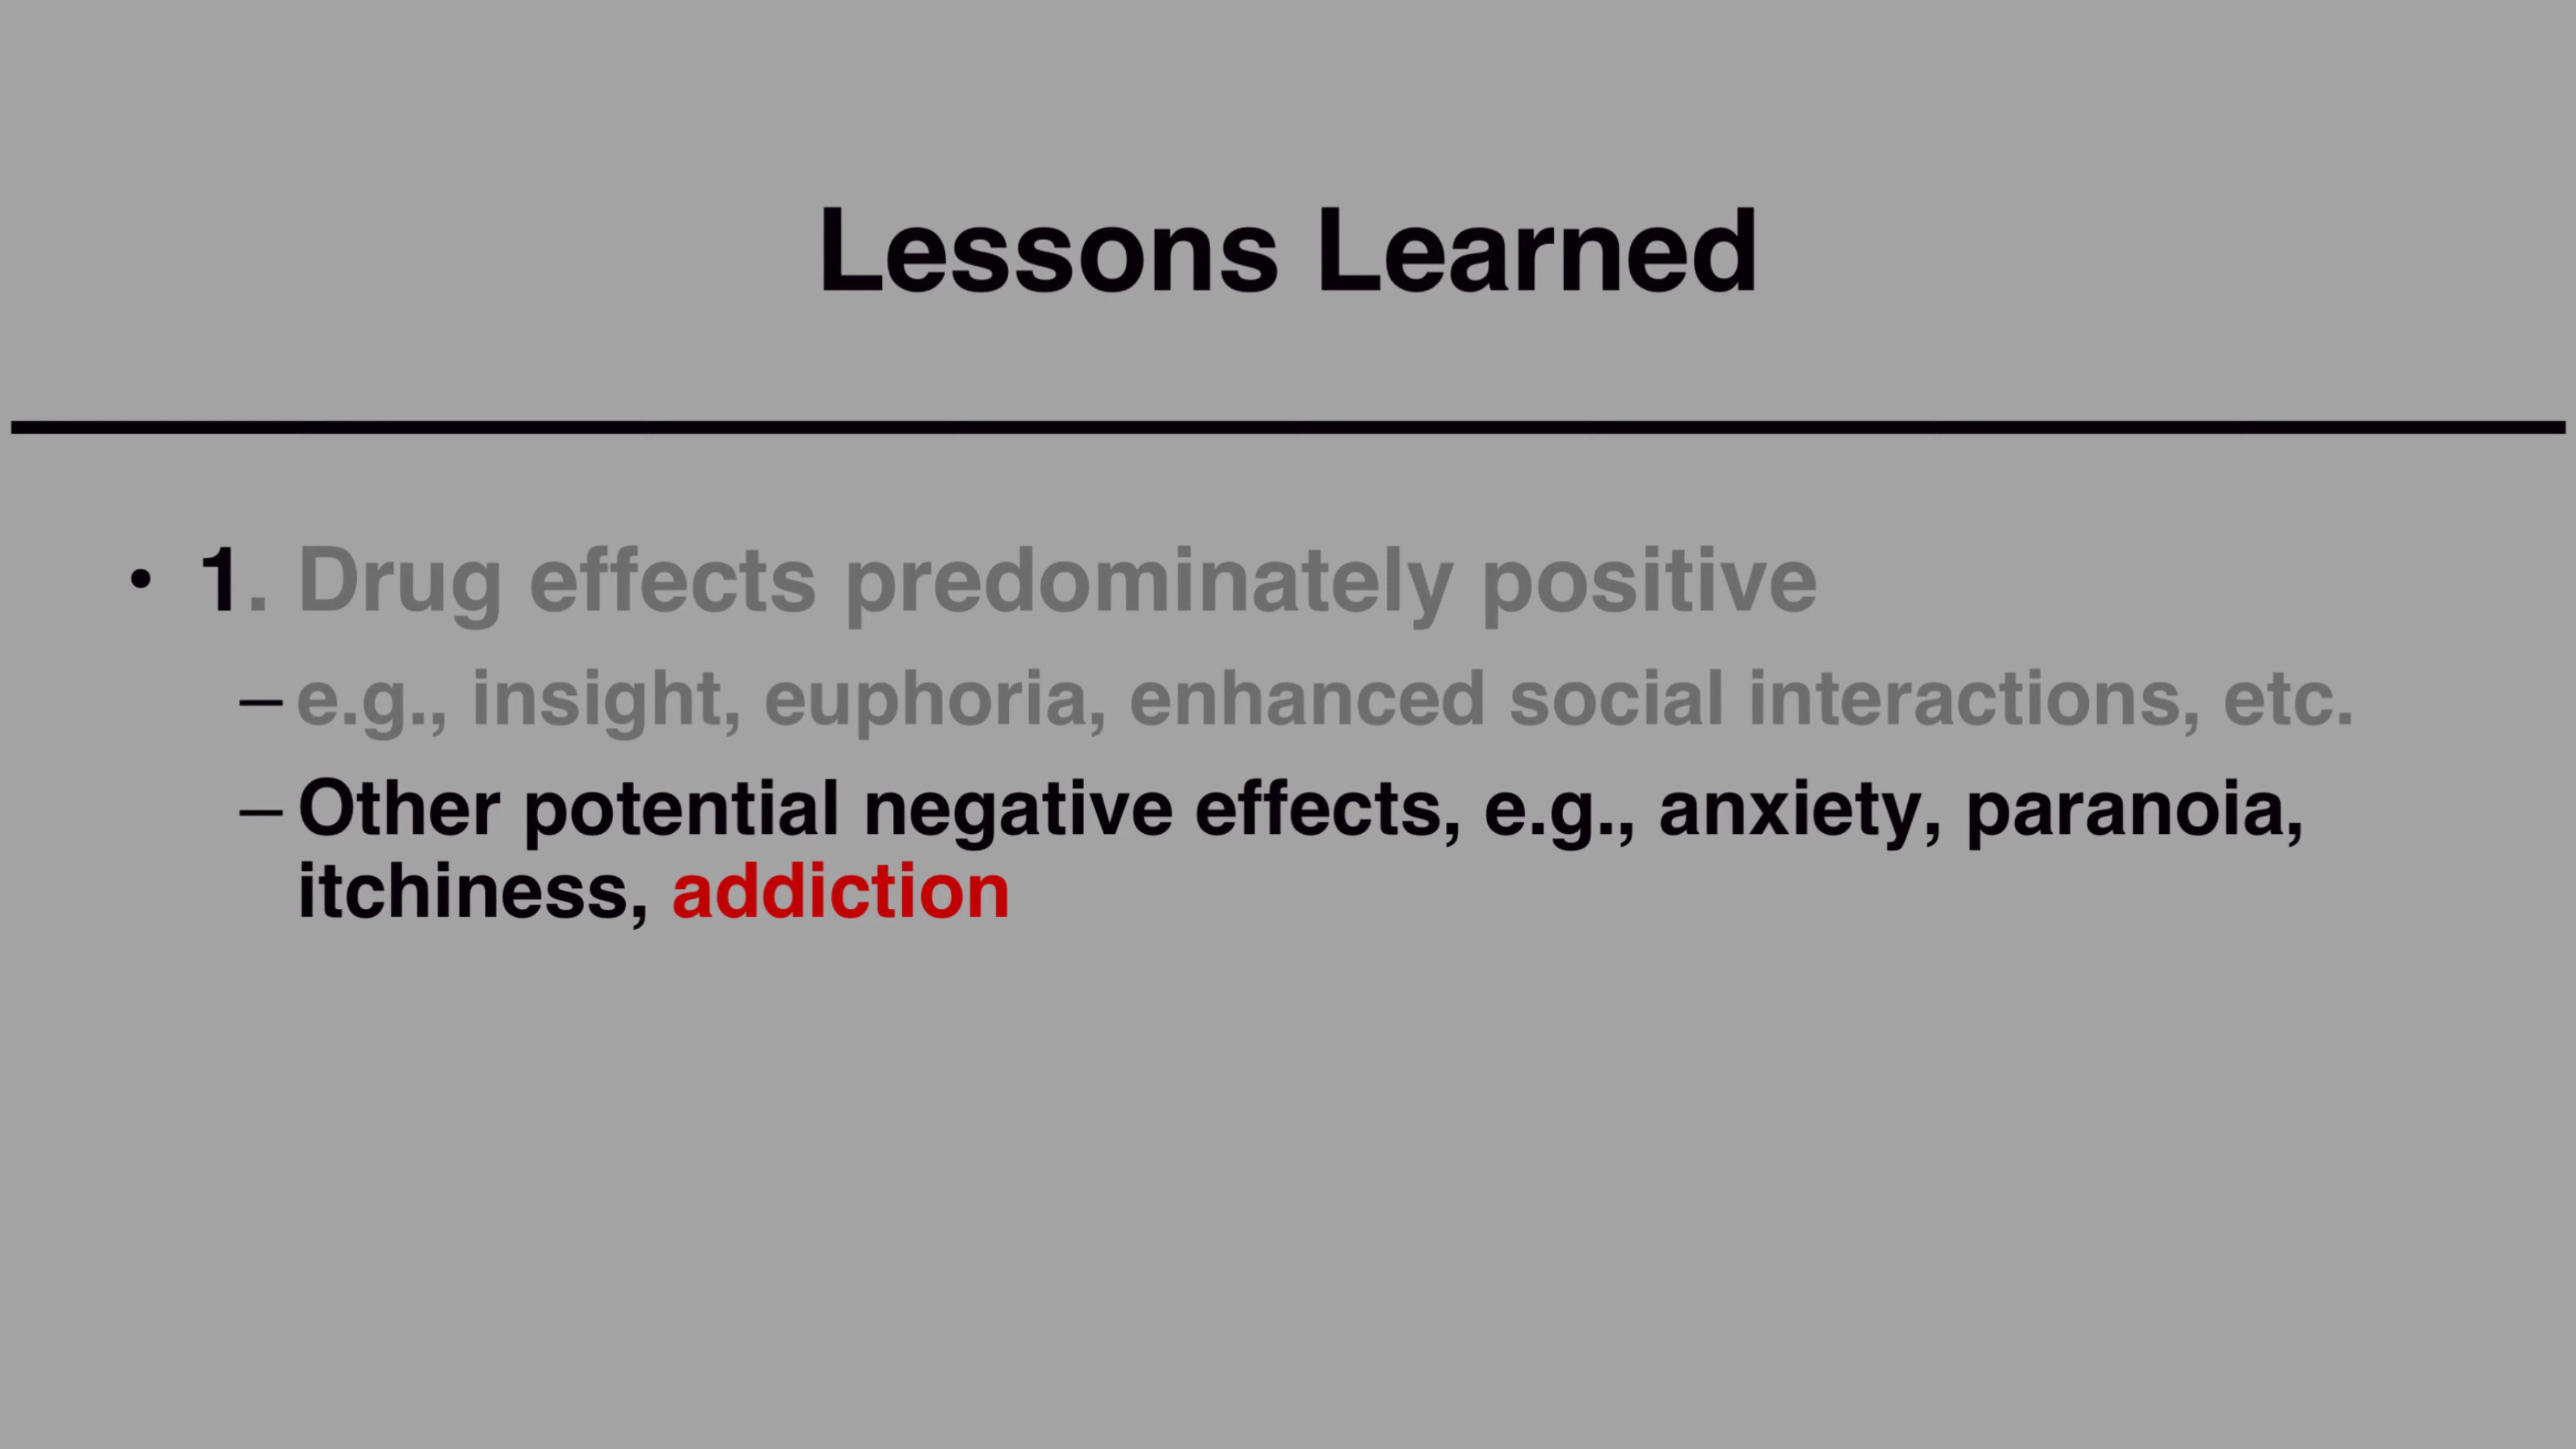 Lessons Learned
• 1. Drug effects predominately positive
– e.g., insight, euphoria, enhanced social interactions, etc.
– Other potential negative effects, e.g., anxiety, paranoia,
itchiness, addiction